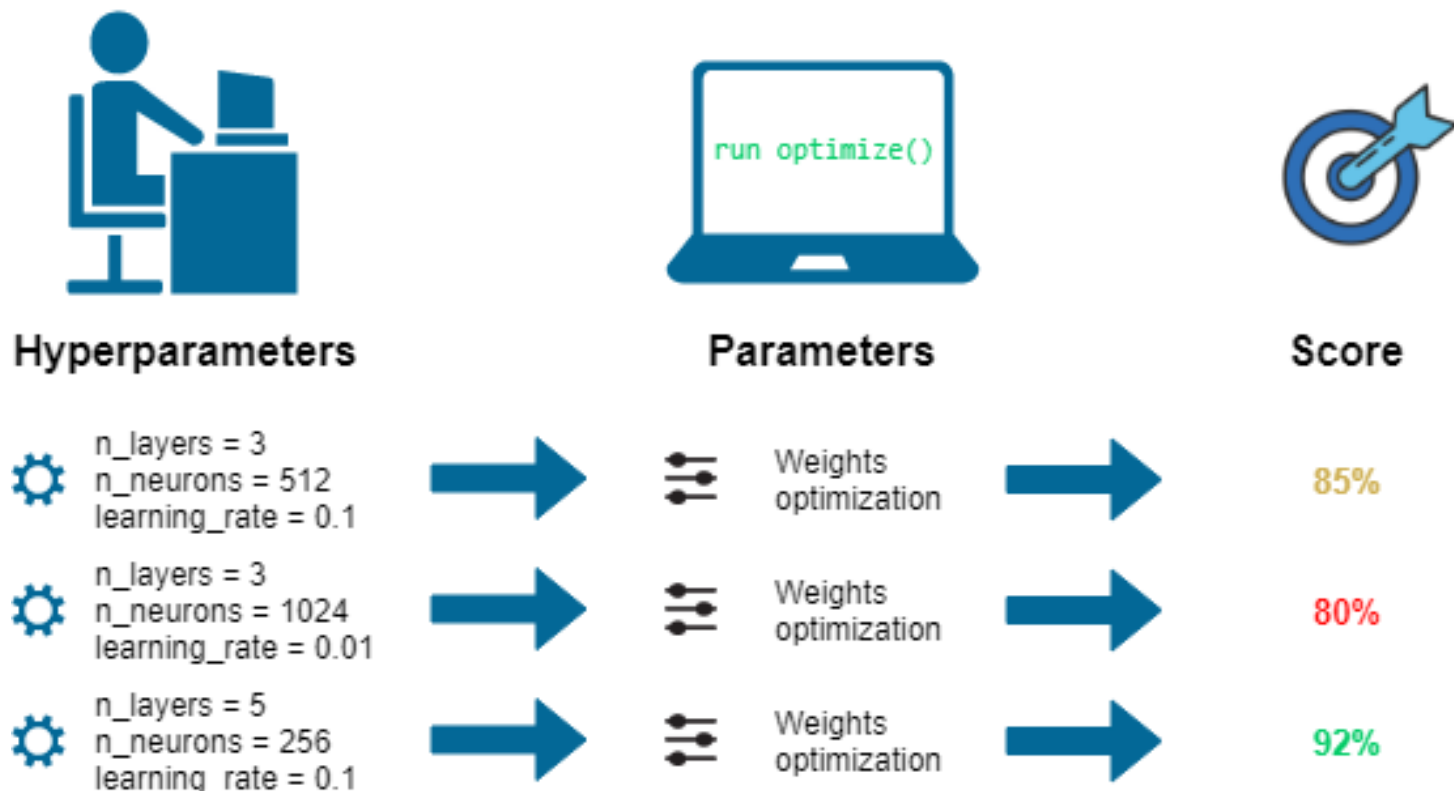 run optimize()
Hyperparameters
Parameters
Score
n_layers = 3
n_neurons = 512
learning_rate = 0.1
Weights
optimization
85%
n_layers = 3
n_neurons = 1024
learning_rate = 0.01
Weights
optimization
80%
n_layers = 5
n_neurons = 256
learning_rate = 0.1
Weights
optimization
92%